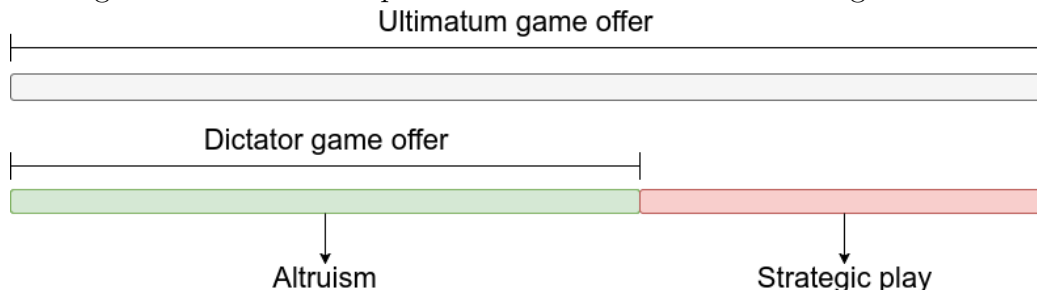 Ultimatum game offer
Dictator game offer
Altruism
Strategic play